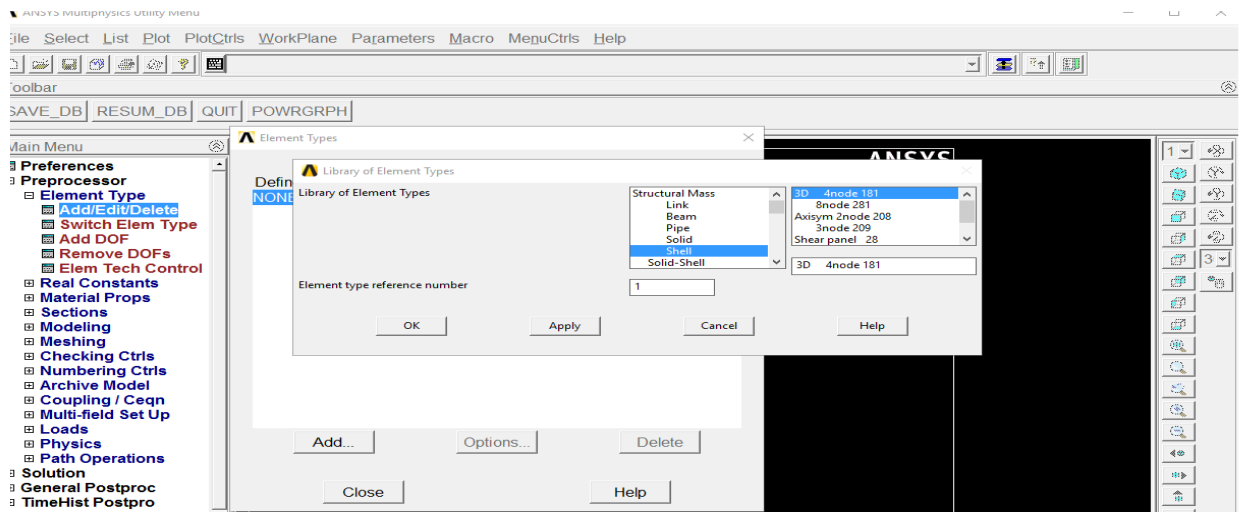 ANSYS Multiphysics Utility Menu
File Select List Plot PlotCtrls WorkPlane Parameters Macro MenuCtrls Help
Toolbar
SAVE_DB RESUM_DB QUIT POWRGRPH
Main Menu
Preferences
Preprocessor
Element Type
Add/Edit/Delete
Switch Elem Type
Add DOF
Remove DOFs
Elem Tech Control
Real Constants
Material Props
Sections
Modeling
Meshing
Checking Ctrls
Numbering Ctrls
Archive Model
Coupling / Ceqn
Multi-field Set Up
Loads
Physics
Path Operations
Solution
General Postproc
TimeHist Postpro
Element Types
Defin
NONE
Library of Element Types
Library of Element Types
Structural Mass
Link
Beam
Pipe
Solid
Shell
Solid-Shell
3D 4node 181
8node 281
Axisym 2node 208
3node 209
Shear panel 28
3D 4node 181
Element type reference number
1
OK Apply Cancel Help
Add... Options... Delete
Close Help
ANSYS
1
3